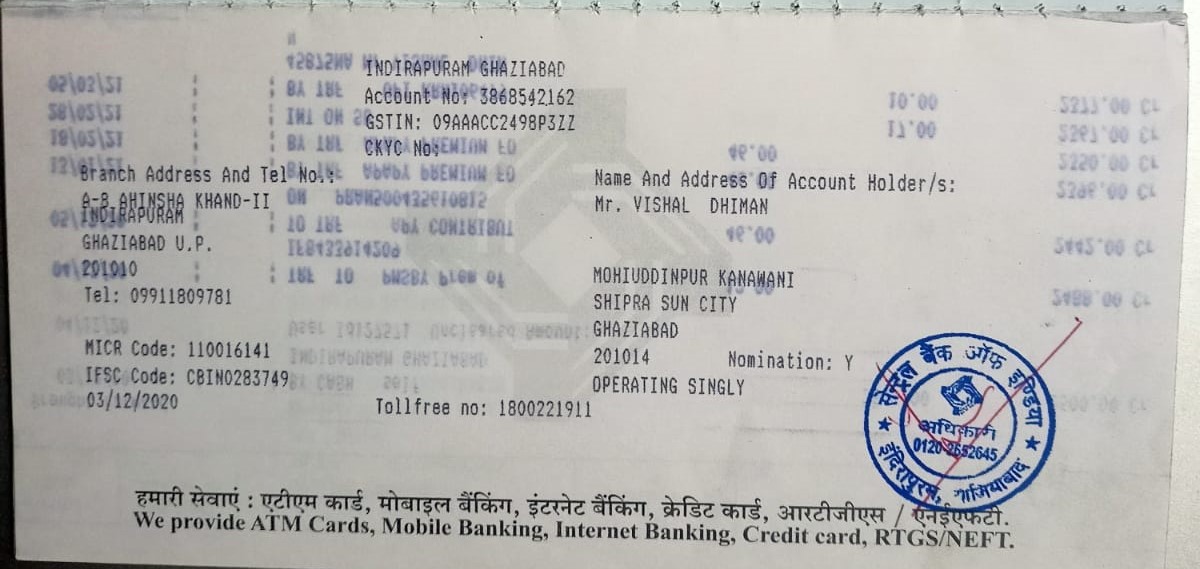 INDIRAPURAM GHAZIABAD
Account No: 3868542162
GSTIN: 09AAACC2498P3ZZ
CKYC No:
Branch Address And Tel No.:
A-8 AHINSHA KHAND-II
INDIRAPURAM
GHAZIABAD U.P.
201010
Tel: 09911809781
MICR Code: 110016141
IFSC Code: CBIN0283749
03/12/2020
Tollfree no: 1800221911
Name And Address Of Account Holder/s:
Mr. VISHAL DHIMAN
MOHIUDDINPUR KANAWANI
SHIPRA SUN CITY
GHAZIABAD
201014 Nomination: Y
OPERATING SINGLY
सेन्ट्रल बैंक ऑफ इण्डिया
अधिकारी
0120-2652645
इंदिरापुरम, गाजियाबाद
हमारी सेवाएं : एटीएम कार्ड, मोबाइल बैंकिंग, इंटरनेट बैंकिंग, क्रेडिट कार्ड, आरटीजीएस / एनईएफटी.
We provide ATM Cards, Mobile Banking, Internet Banking, Credit card, RTGS/NEFT.